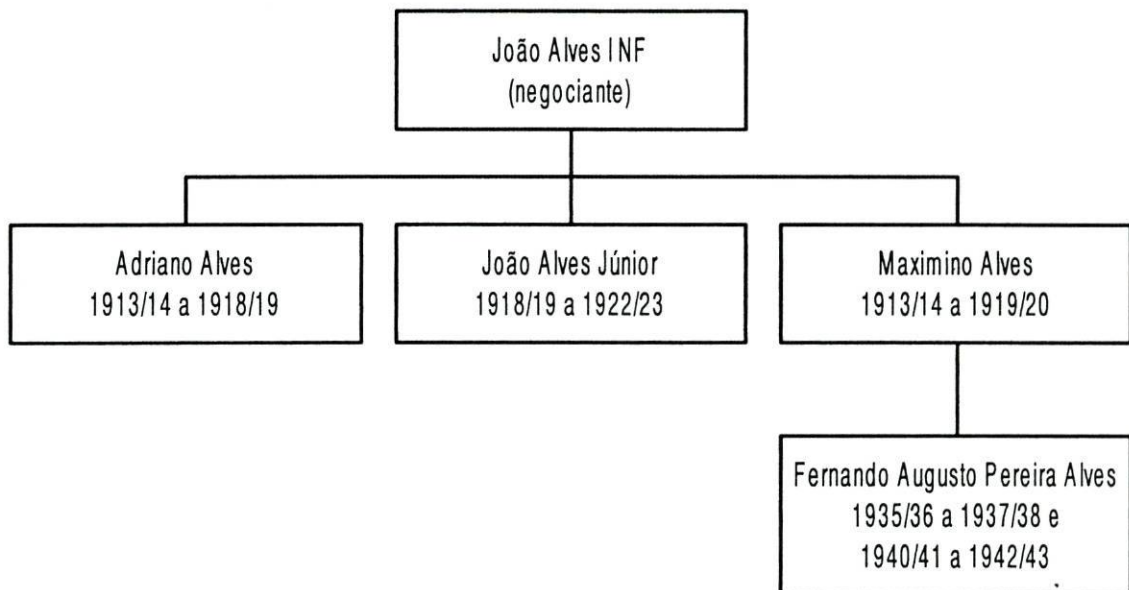 João Alves INF
(negociante)
Adriano Alves
1913/14 a 1918/19
João Alves Júnior
1918/19 a 1922/23
Maximino Alves
1913/14 a 1919/20
Fernando Augusto Pereira Alves
1935/36 a 1937/38 e
1940/41 a 1942/43